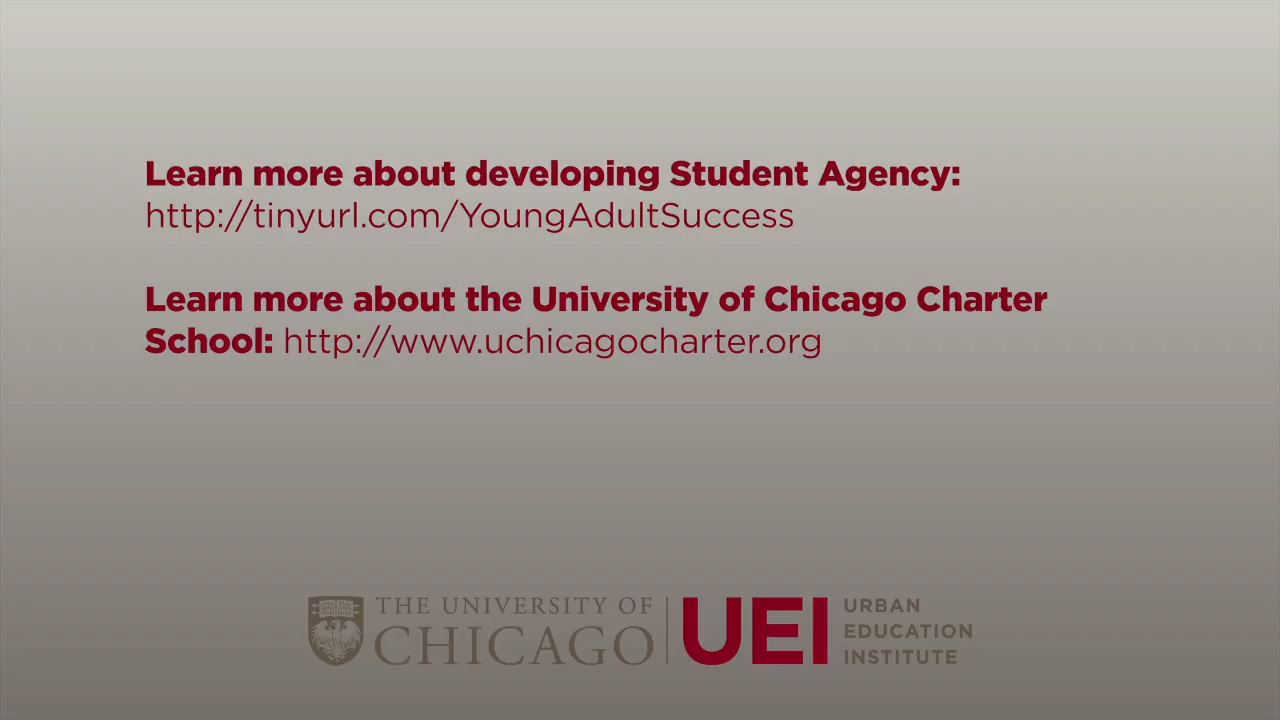 Learn more about developing Student Agency:
http://tinyurl.com/YoungAdultSuccess
Learn more about the University of Chicago Charter
School: http://www.uchicagocharter.org
THE UNIVERSITY OF
CHICAGO
UEI
URBAN
EDUCATION
INSTITUTE